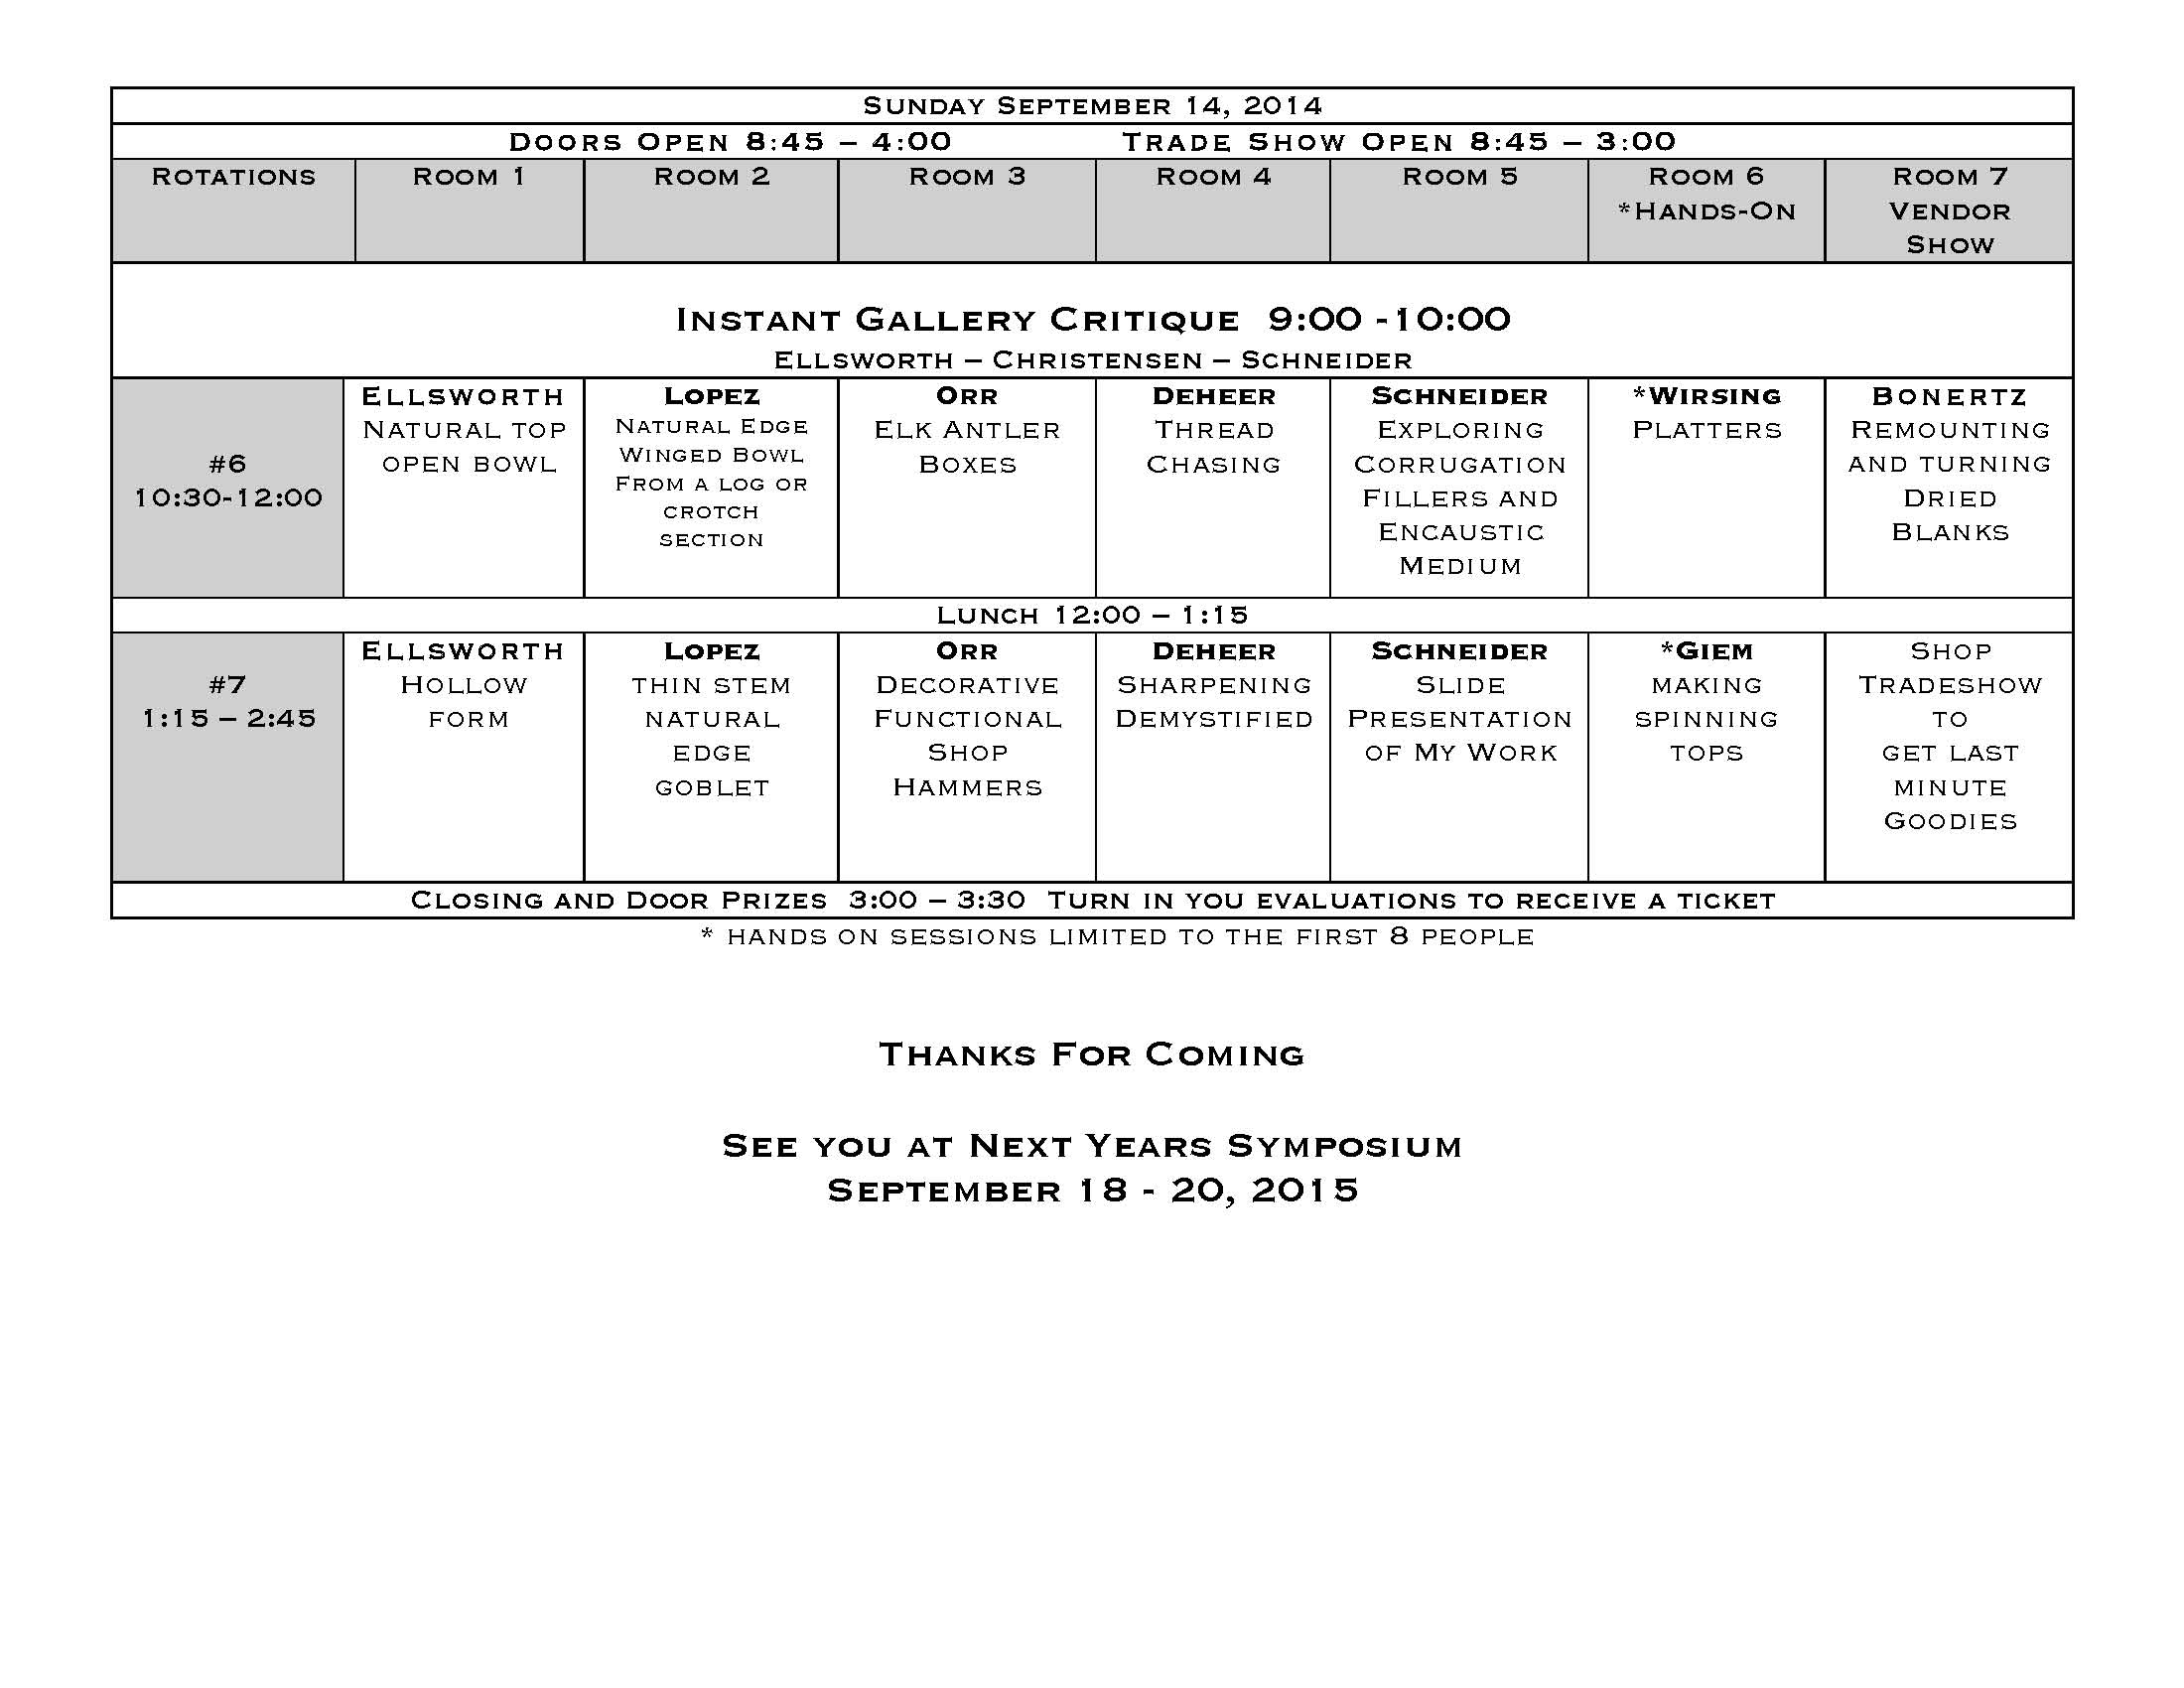 Sunday September 14, 2014
Doors Open 8:45 – 4:00 Trade Show Open 8:45 – 3:00
Rotations
Room 1
Room 2
Room 3
Room 4
Room 5
Room 6
*Hands-On
Room 7
Vendor
Show
Instant Gallery Critique 9:00 -10:00
Ellsworth – Christensen – Schneider
#6
10:30-12:00
Ellsworth
Natural top
open bowl
Lopez
Natural Edge
Winged Bowl
From a log or
crotch
section
Orr
Elk Antler
Boxes
Deheer
Thread
Chasing
Schneider
Exploring
Corrugation
Fillers and
Encaustic
Medium
*Wirsing
Platters
Bonertz
Remounting
and turning
Dried
Blanks
Lunch 12:00 – 1:15
#7
1:15 – 2:45
Ellsworth
Hollow
form
Lopez
thin stem
natural
edge
goblet
Orr
Decorative
Functional
Shop
Hammers
Deheer
Sharpening
Demystified
Schneider
Slide
Presentation
of My Work
*Giem
making
spinning
tops
Shop
Tradeshow
to
get last
minute
Goodies
Closing and Door Prizes 3:00 – 3:30 Turn in you evaluations to receive a ticket
* hands on sessions limited to the first 8 people
Thanks For Coming
See you at Next Years Symposium
September 18 - 20, 2015